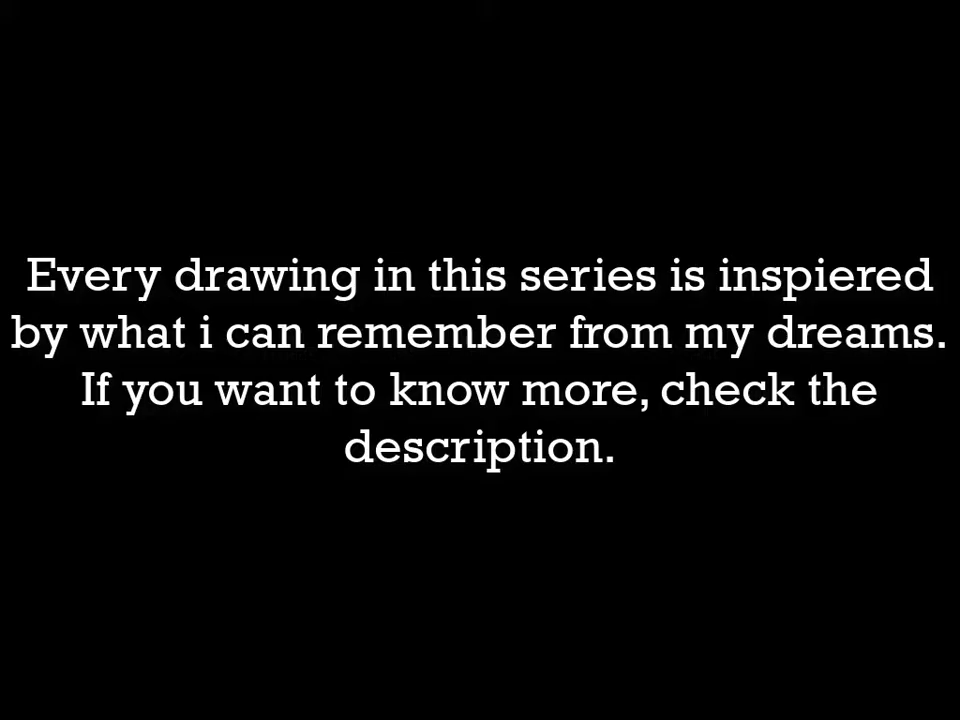 Every drawing in this series is inspiered
by what i can remember from my dreams.
If you want to know more, check the
description.